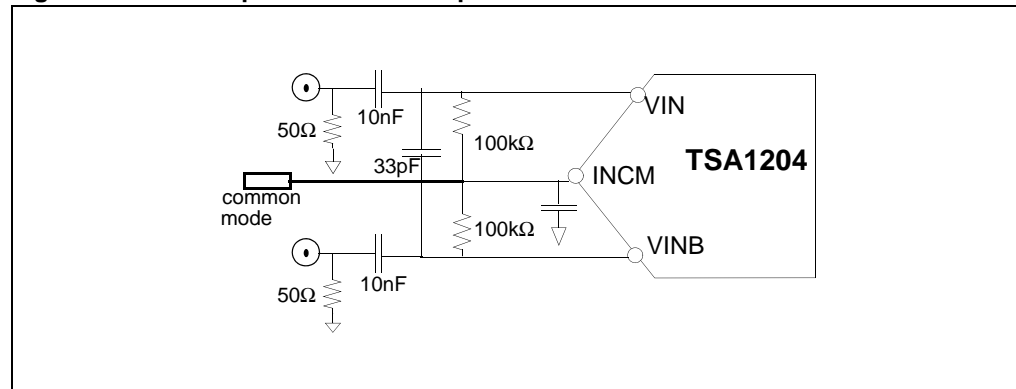 10nF
VIN
50Ω
100kΩ
TSA1204
33pF
INCM
common
mode
100kΩ
VINB
10nF
50Ω